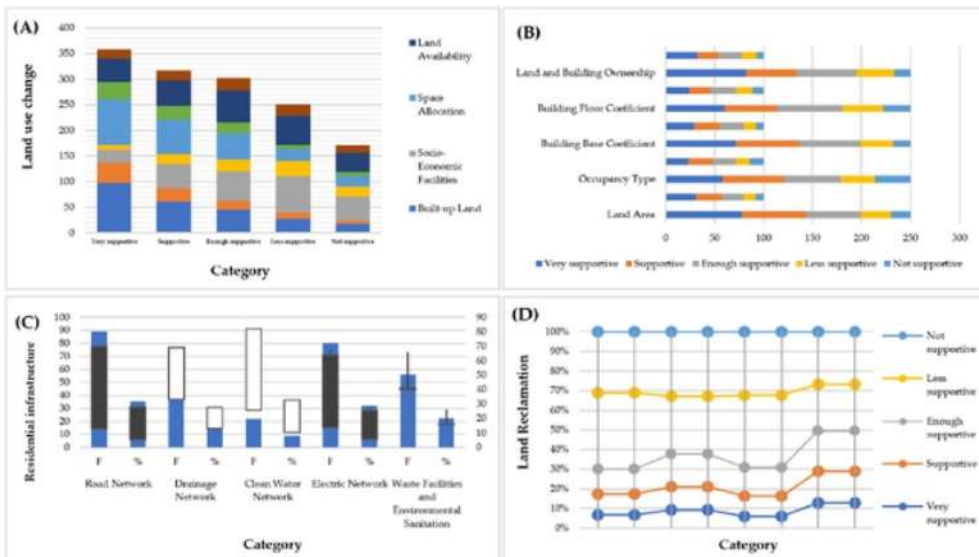 (A)
Land use change
400
350
300
250
200
150
100
50
0
Very supportive
Supportive
Enough supportive
Less supportive
Not supportive
Category
Land
Availability
Space
Allocation
Socio-
Economic
Facilities
Built-up Land
(B)
Land and Building Ownership
Building Floor Coefficient
Building Base Coefficient
Occupancy Type
Land Area
0
50
100
150
200
250
300
Very supportive
Supportive
Enough supportive
Less supportive
Not supportive
(C)
Residential infrastructure
100
90
80
70
60
50
40
30
20
10
0
90
80
70
60
50
40
30
20
10
0
F
%
F
%
F
%
F
%
F
%
Road Network
Drainage
Network
Clean Water
Network
Electric Network
Waste Facilities
and
Environmental
Sanitation
Category
(D)
Land Reclamation
100%
90%
80%
70%
60%
50%
40%
30%
20%
10%
0%
Category
Not
supportive
Less
supportive
Enough
supportive
Supportive
Very
supportive